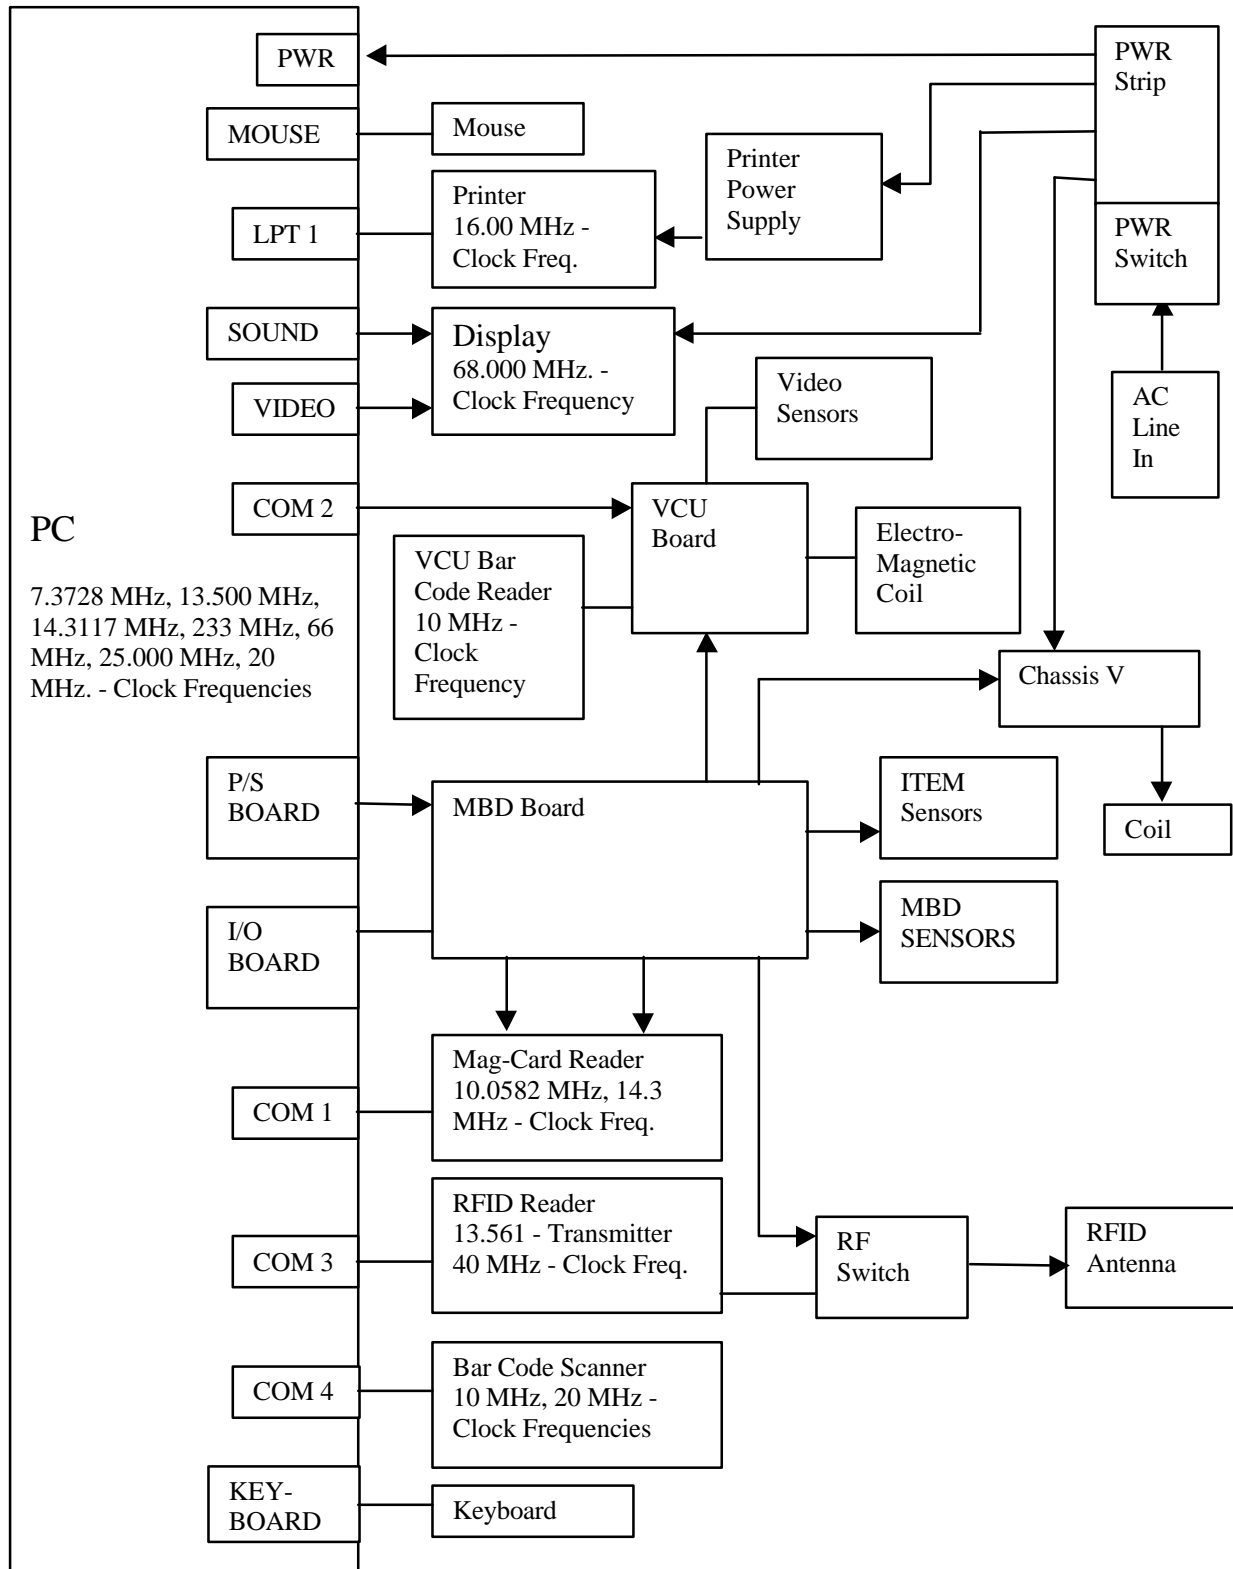 PWR
PWR
Strip
MOUSE
Mouse
Printer
Power
Supply
Printer
16.00 MHz -
Clock Freq.
LPT 1
PWR
Switch
SOUND
Display
68.000 MHz. -
Clock Frequency
VIDEO
Video
Sensors
AC
Line
In
COM 2
VCU
Board
Electro-
Magnetic
Coil
PC
7.3728 MHz, 13.500 MHz,
14.3117 MHz, 233 MHz, 66
MHz, 25.000 MHz, 20
MHz. - Clock Frequencies
VCU Bar
Code Reader
10 MHz -
Clock
Frequency
Chassis V
P/S
BOARD
MBD Board
ITEM
Sensors
Coil
I/O
BOARD
MBD
SENSORS
Mag-Card Reader
10.0582 MHz, 14.3
MHz - Clock Freq.
COM 1
RFID Reader
13.561 - Transmitter
40 MHz - Clock Freq.
COM 3
RF
Switch
RFID
Antenna
Bar Code Scanner
10 MHz, 20 MHz -
Clock Frequencies
COM 4
KEY-
BOARD
Keyboard